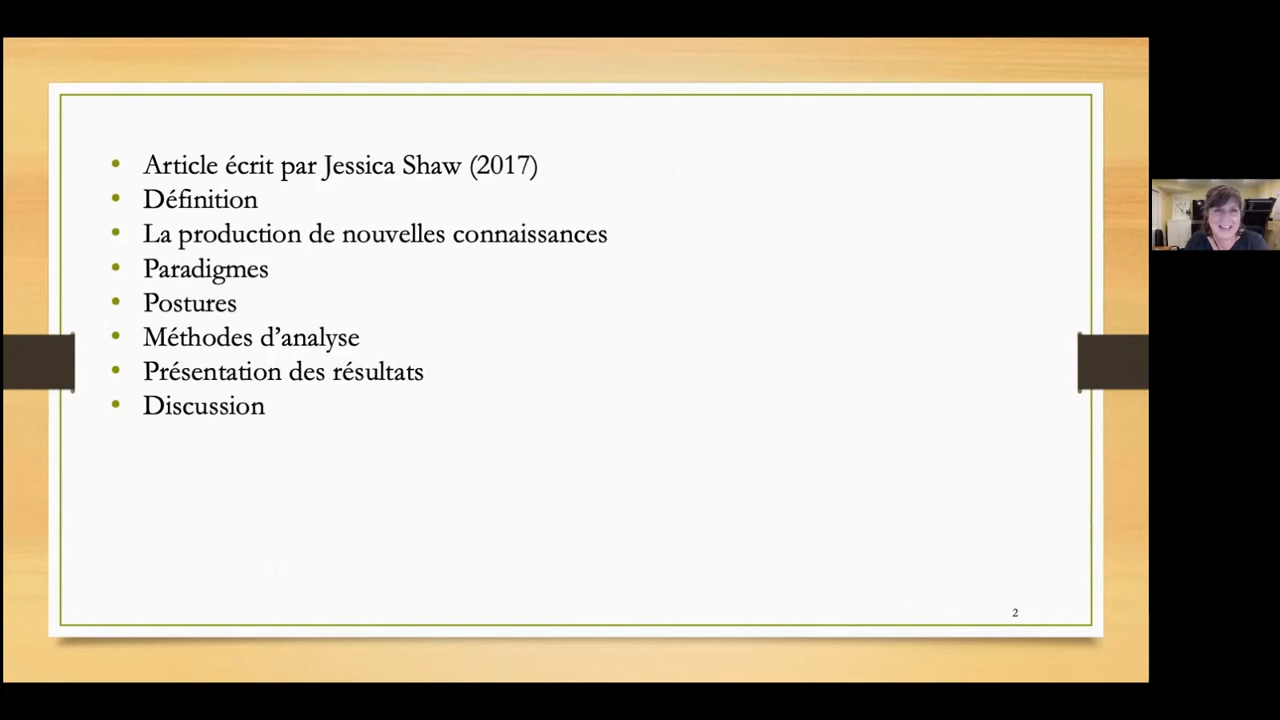 Article écrit par Jessica Shaw (2017)
Définition
La production de nouvelles connaissances
Paradigmes
Postures
Méthodes d’analyse
Présentation des résultats
Discussion
2